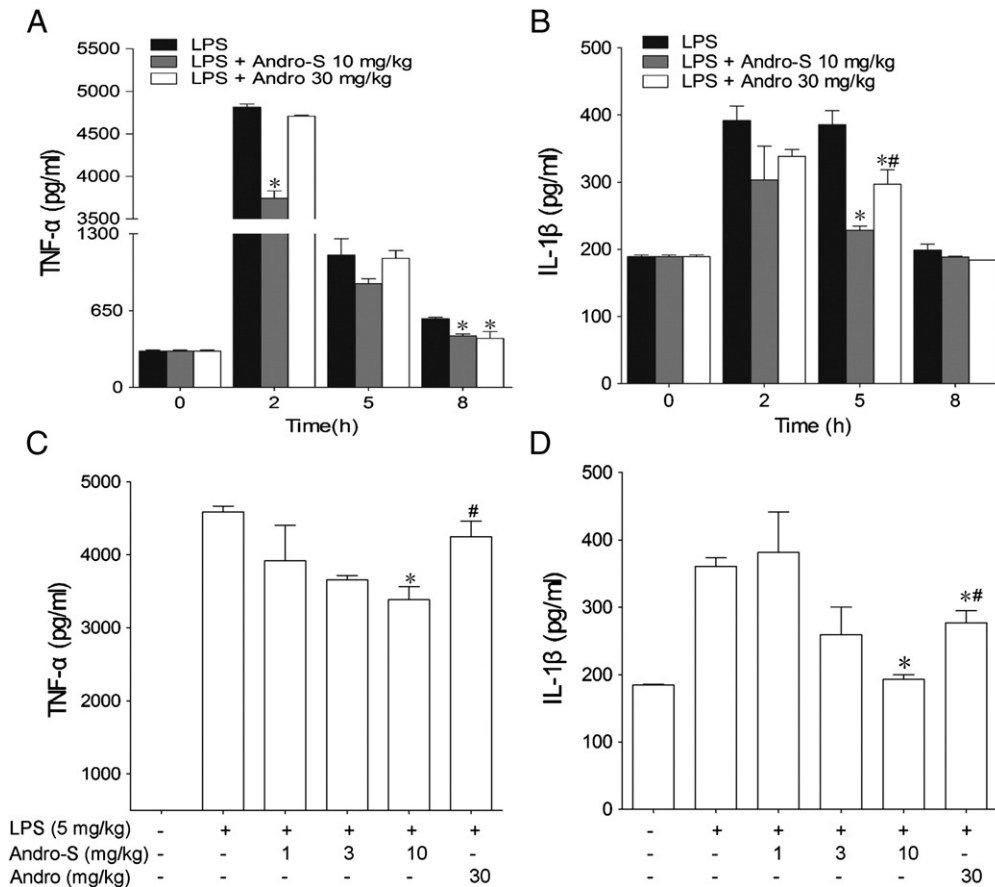 A
LPS
LPS + Andro-S 10 mg/kg
LPS + Andro 30 mg/kg
TNF-α (pg/ml)
5500
4500
3500
1300
650
0
*
* *
0 2 5 8
Time(h)
B
LPS
LPS + Andro-S 10 mg/kg
LPS + Andro 30 mg/kg
IL-1β (pg/ml)
500
400
300
200
100
0
*
*#
0 2 5 8
Time (h)
C
TNF-α (pg/ml)
5000
4000
3000
2000
1000
*
#
D
IL-1β (pg/ml)
500
400
300
200
100
0
*
*#
LPS (5 mg/kg) - + + + + + - + + + + +
Andro-S (mg/kg) - - 1 3 10 - - - 1 3 10 -
Andro (mg/kg) - - - - - 30 - - - - - 30